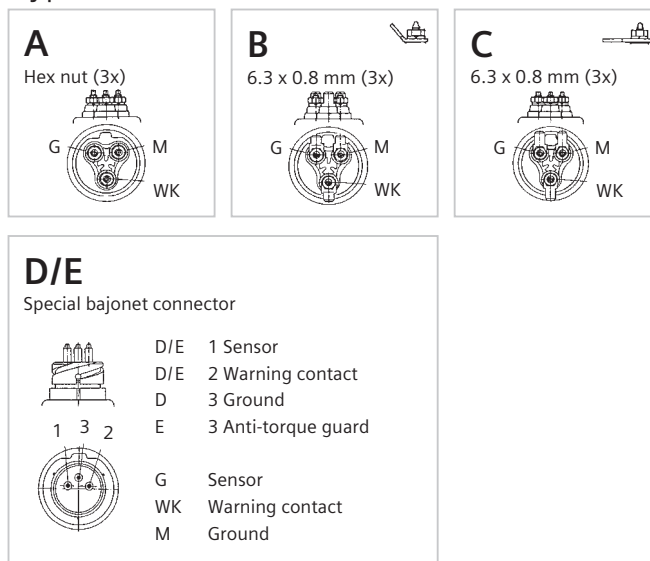 A
Hex nut (3x)
G
M
WK
B
6.3 x 0.8 mm (3x)
G
M
WK
C
6.3 x 0.8 mm (3x)
G
M
WK
D/E
Special bajonet connector
D/E 1 Sensor
D/E 2 Warning contact
D 3 Ground
E 3 Anti-torque guard
1 3 2
G Sensor
WK Warning contact
M Ground